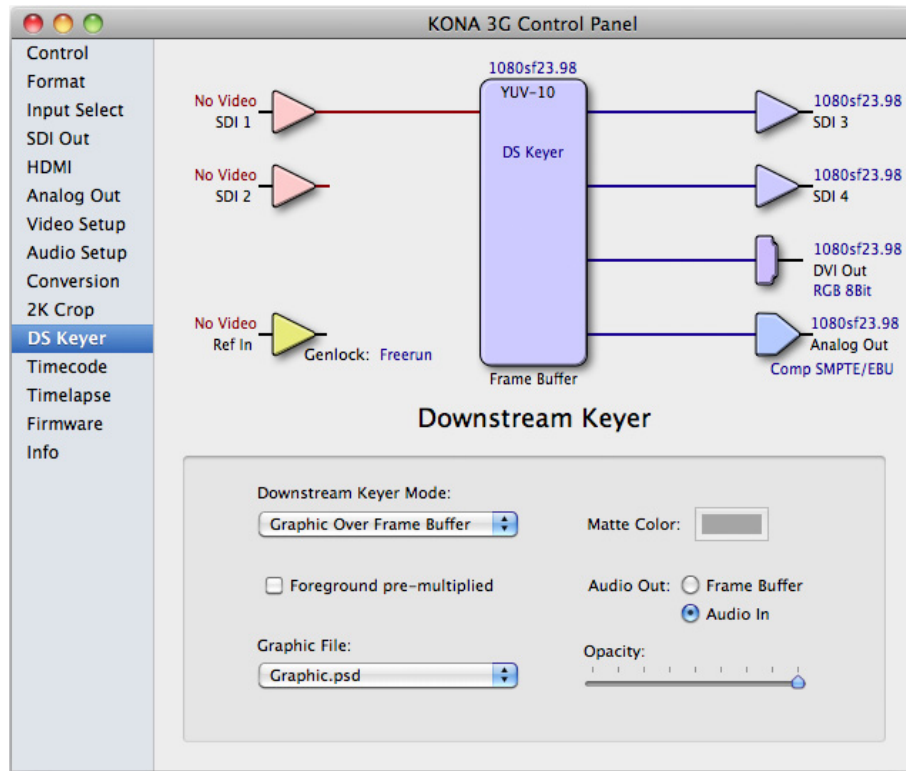 KONA 3G Control Panel
Control
Format
Input Select
SDI Out
HDMI
Analog Out
Video Setup
Audio Setup
Conversion
2K Crop
DS Keyer
Timecode
Timelapse
Firmware
Info
1080sf23.98
YUV-10
DS Keyer
Frame Buffer
No Video
SDI 1
No Video
SDI 2
No Video
Ref In
Genlock: Freerun
1080sf23.98
SDI 3
1080sf23.98
SDI 4
1080sf23.98
DVI Out
RGB 8Bit
1080sf23.98
Analog Out
Comp SMPTE/EBU
Downstream Keyer
Downstream Keyer Mode:
Graphic Over Frame Buffer
Matte Color:
Foreground pre-multiplied
Audio Out: Frame Buffer
Audio In
Graphic File:
Graphic.psd
Opacity: